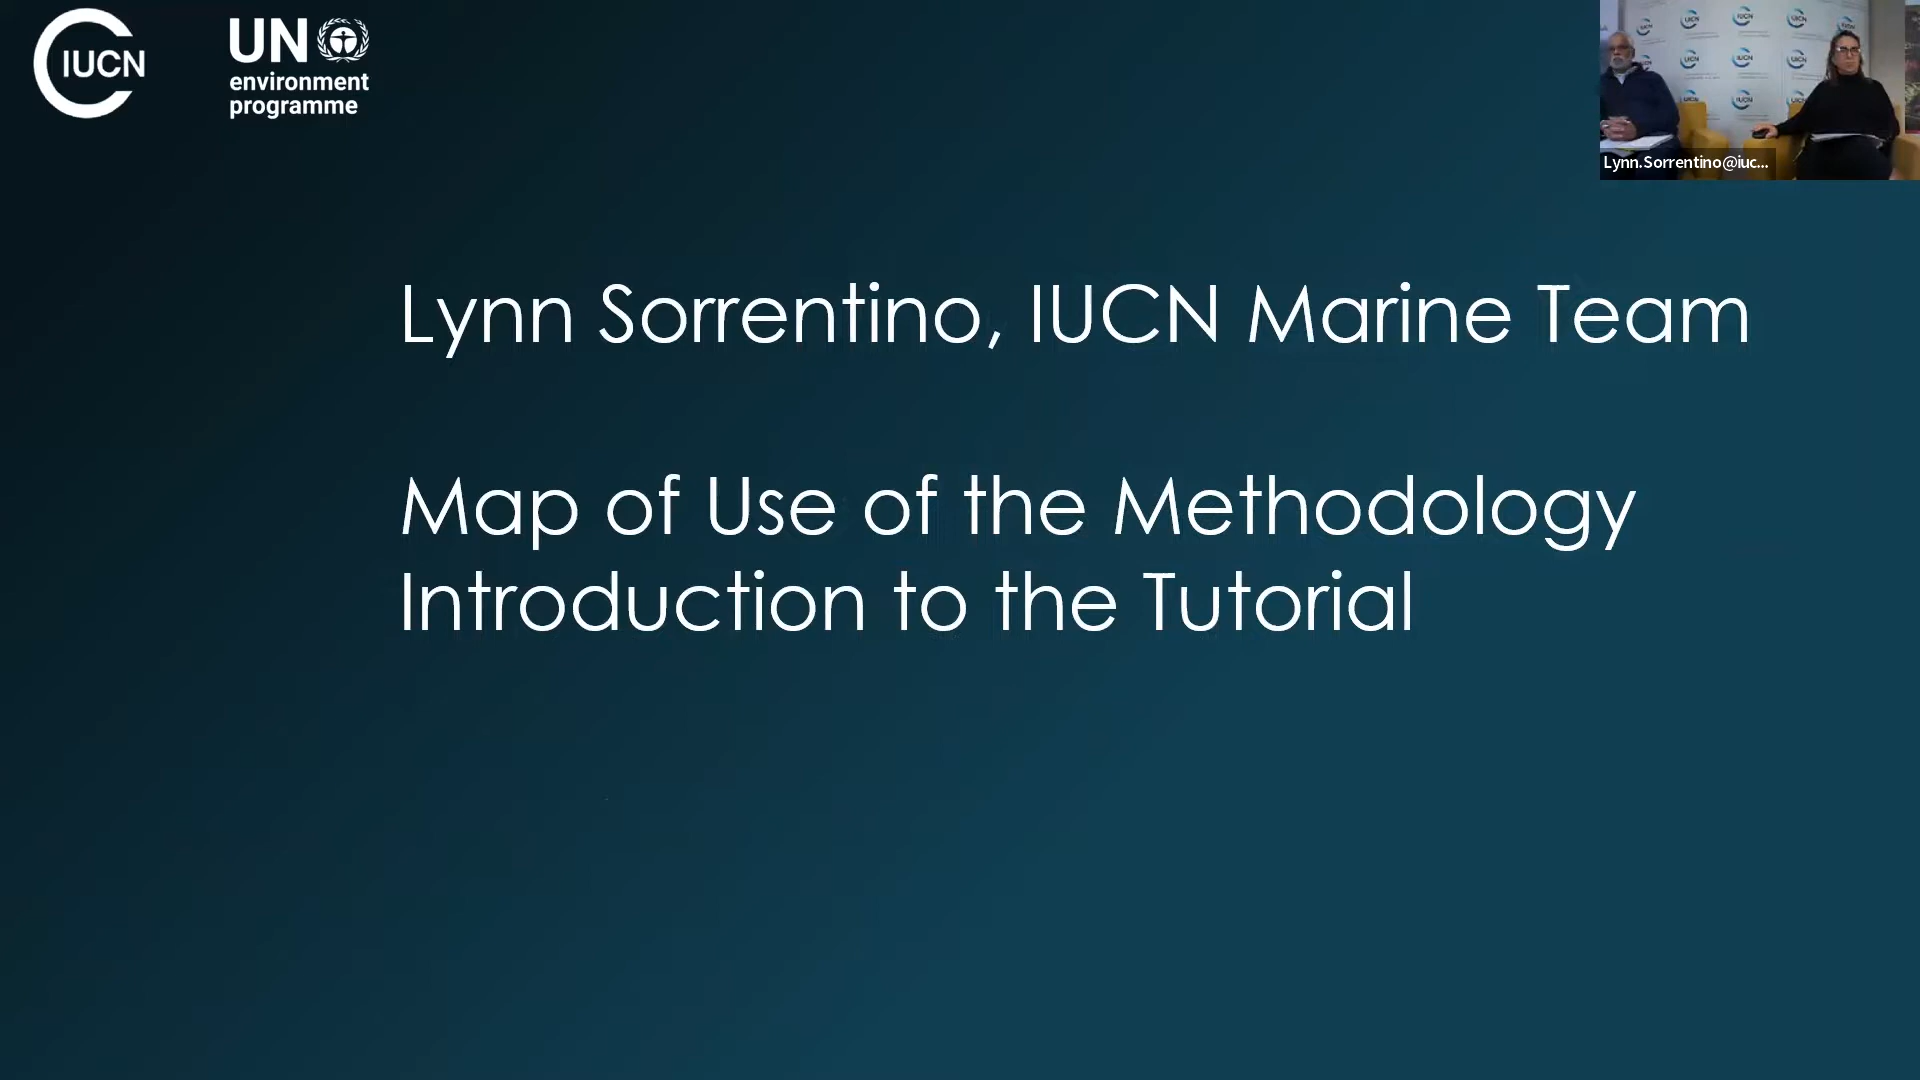 IUCN
UN
environment
programme
Lynn.Sorrentino@iuc...
Lynn Sorrentino, IUCN Marine Team
Map of Use of the Methodology
Introduction to the Tutorial